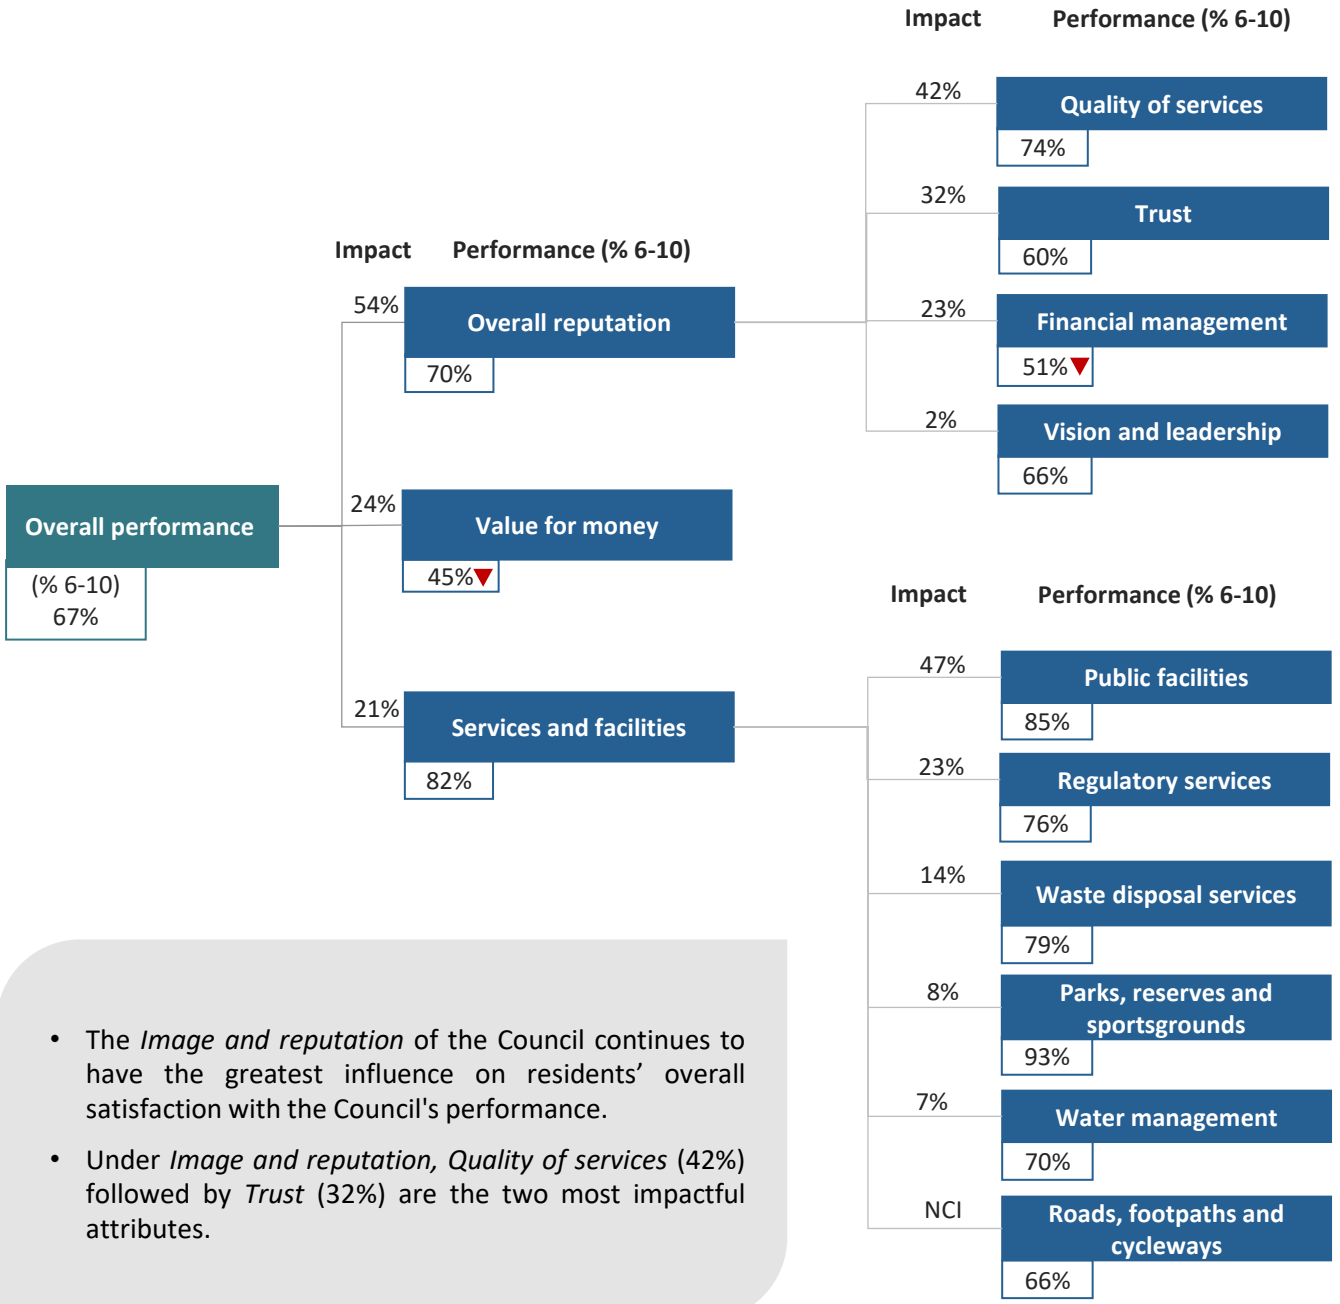 Impact Performance (% 6-10)
42%
Quality of services
74%
32%
Trust
60%
23%
Financial management
51%
2%
Vision and leadership
66%
Impact Performance (% 6-10)
54%
Overall reputation
70%
24%
Value for money
45%
21%
Services and facilities
82%
Overall performance
(% 6-10)
67%
Impact Performance (% 6-10)
47%
Public facilities
85%
23%
Regulatory services
76%
14%
Waste disposal services
79%
8%
Parks, reserves and
sportsgrounds
93%
7%
Water management
70%
NCI
Roads, footpaths and
cycleways
66%
• The Image and reputation of the Council continues to
have the greatest influence on residents’ overall
satisfaction with the Council's performance.
• Under Image and reputation, Quality of services (42%)
followed by Trust (32%) are the two most impactful
attributes.